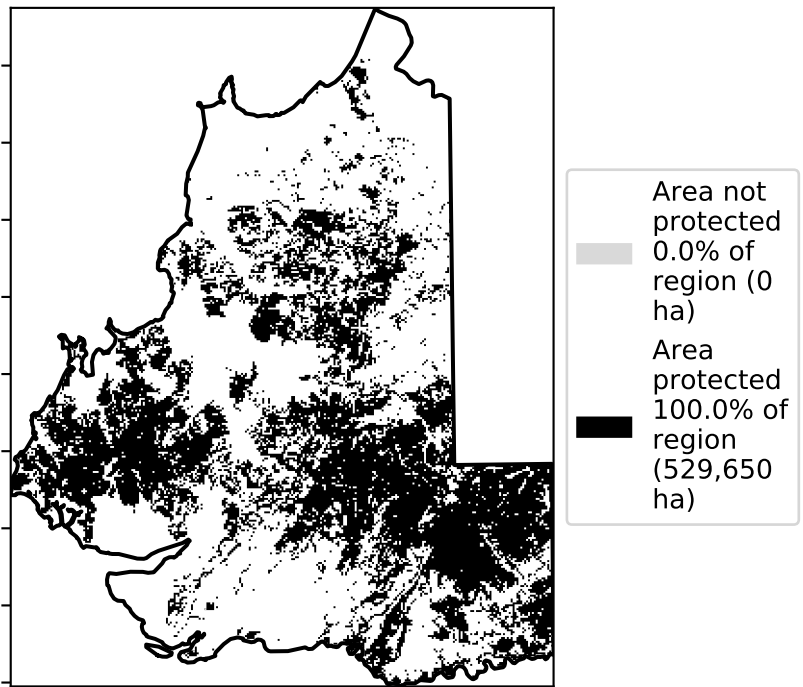 Area not
protected
0.0% of
region (0
ha)
Area
protected
100.0% of
region
(529,650
ha)